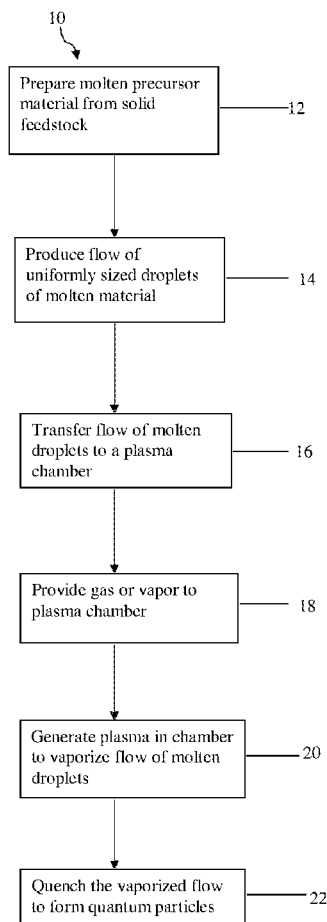 10
Prepare molten precursor
material from solid
feedstock
12
Produce flow of
uniformly sized droplets
of molten material
14
Transfer flow of molten
droplets to a plasma
chamber
16
Provide gas or vapor to
plasma chamber
18
Generate plasma in chamber
to vaporize flow of molten
droplets
20
Quench the vaporized flow
to form quantum particles
22